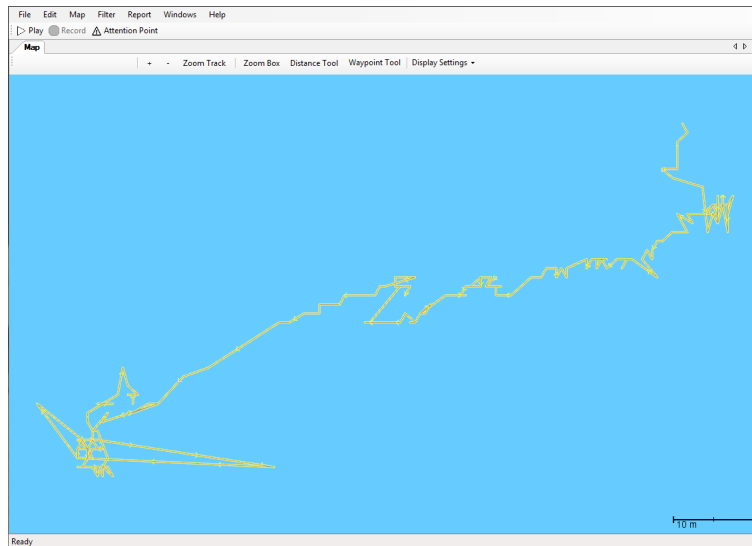 File Edit Map Filter Report Windows Help
Play Record Attention Point
Map
+ - Zoom Track Zoom Box Distance Tool Waypoint Tool Display Settings
10 m
Ready